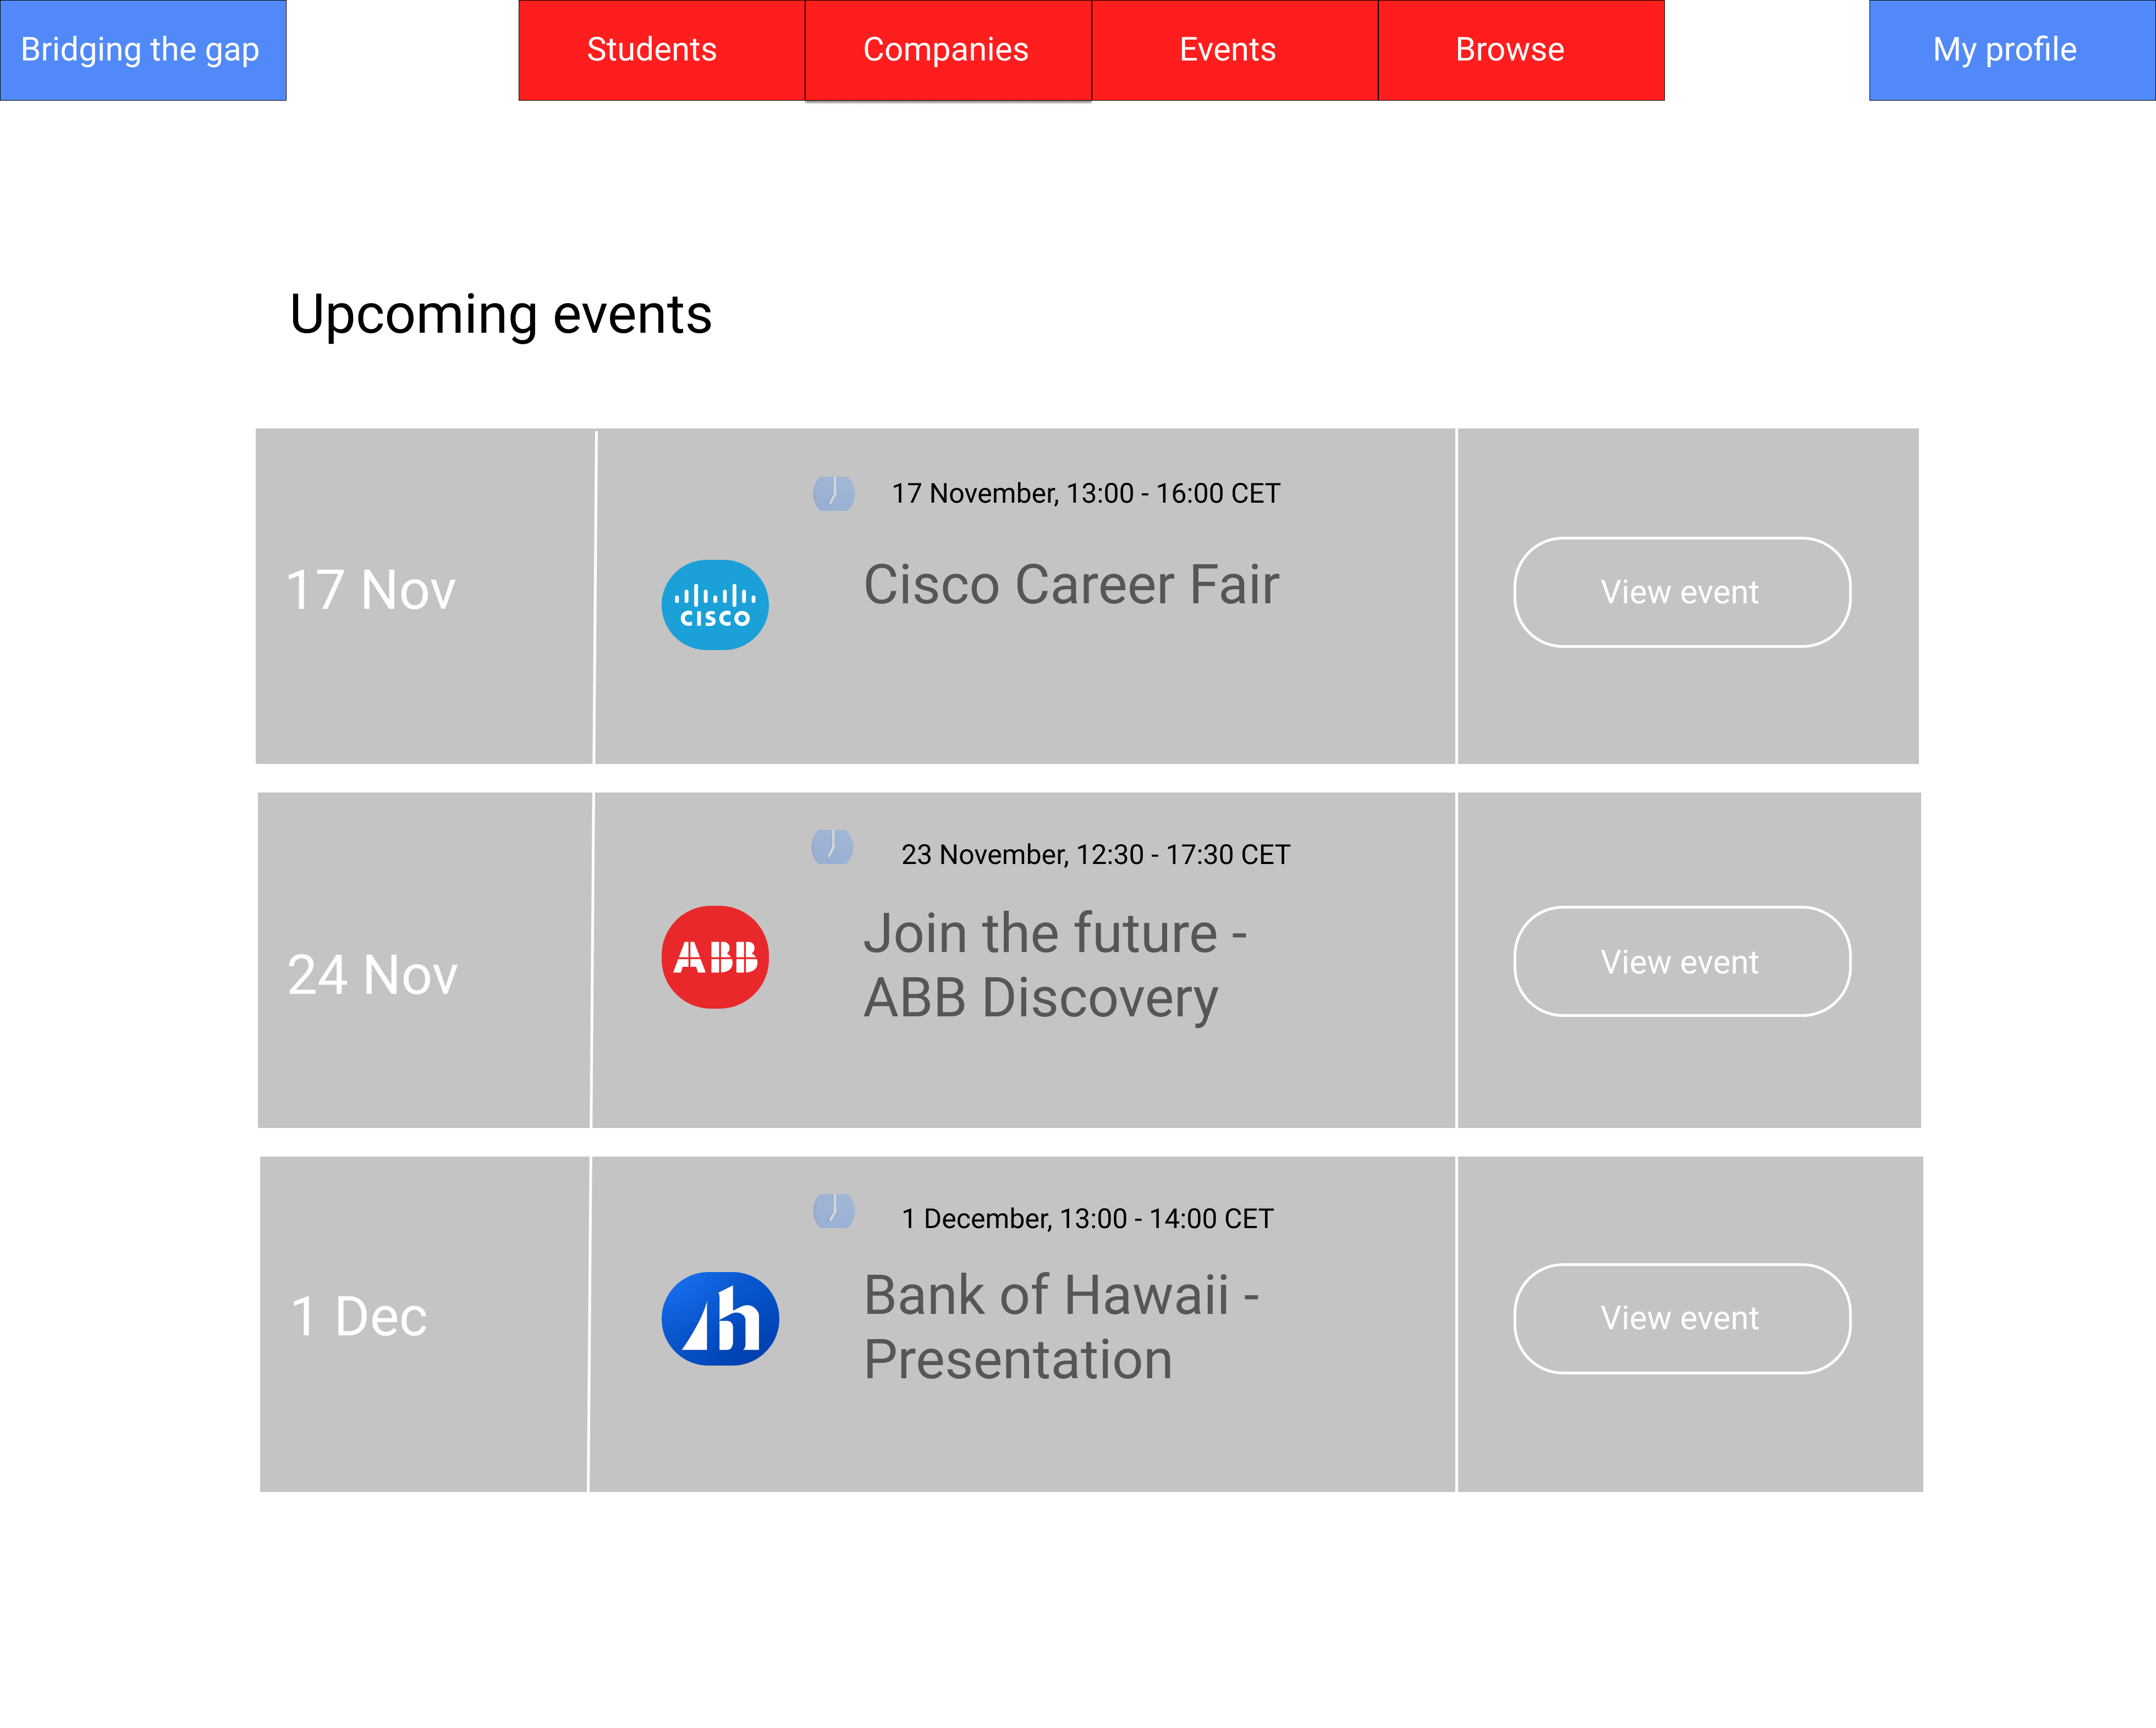 Bridging the gap
Students
Companies
Events
Browse
My profile
Upcoming events
17 Nov
17 November, 13:00 - 16:00 CET
CISCO
Cisco Career Fair
View event
24 Nov
23 November, 12:30 - 17:30 CET
ABB
Join the future -
ABB Discovery
View event
1 Dec
1 December, 13:00 - 14:00 CET
h
Bank of Hawaii -
Presentation
View event